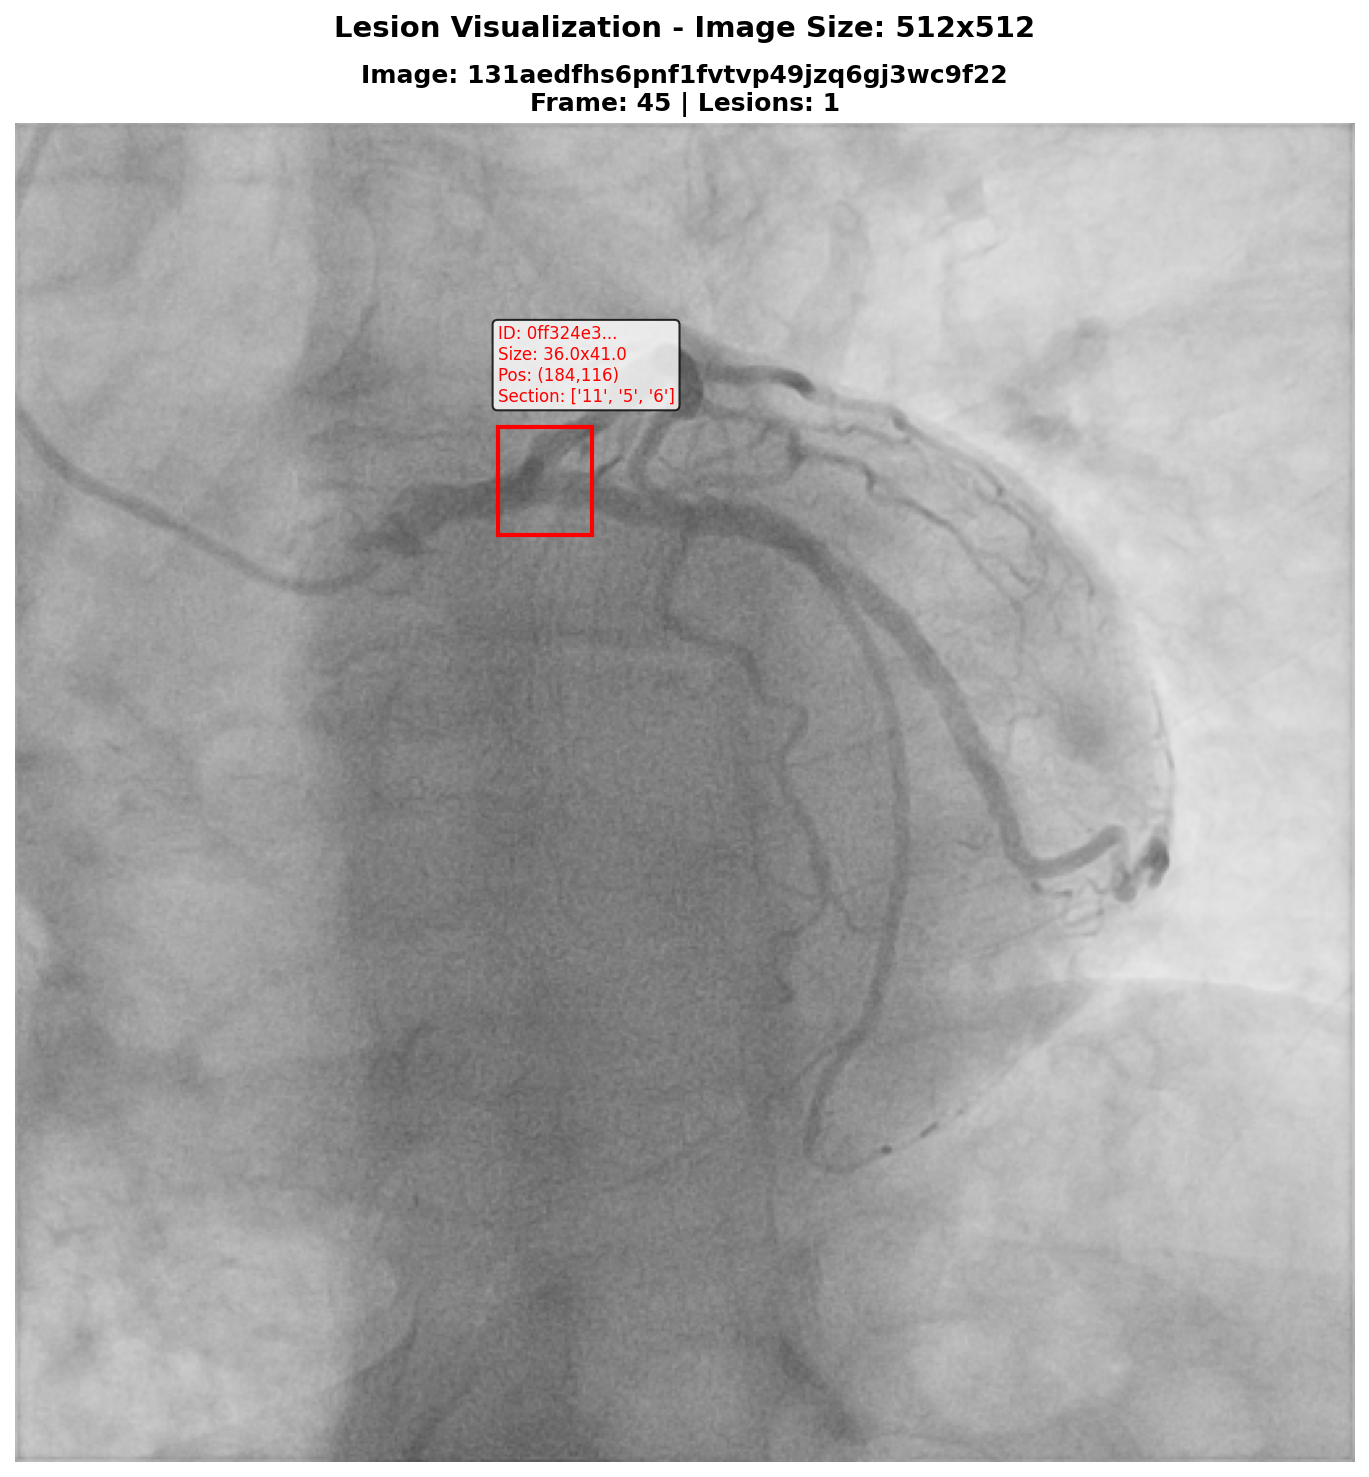 Lesion Visualization - Image Size: 512x512
Image: 131aedfhs6pnf1fvtvp49jzq6gj3wc9f22
Frame: 45 | Lesions: 1
ID: 0ff324e3...
Size: 36.0x41.0
Pos: (184,116)
Section: ['11', '5', '6']